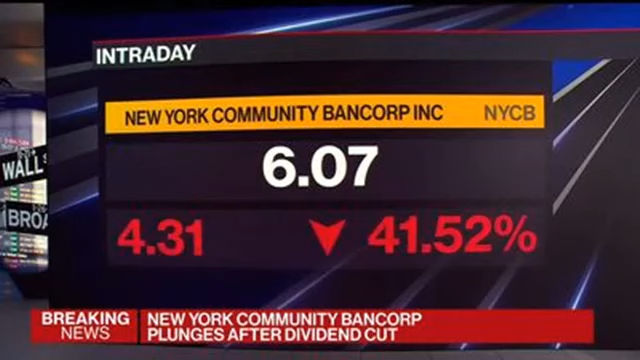 INTRADAY
NEW YORK COMMUNITY BANCORP INC NYCB
6.07
4.31 ▼ 41.52%
WALL
BRO
BREAKING NEWS
NEW YORK COMMUNITY BANCORP
PLUNGES AFTER DIVIDEND CUT